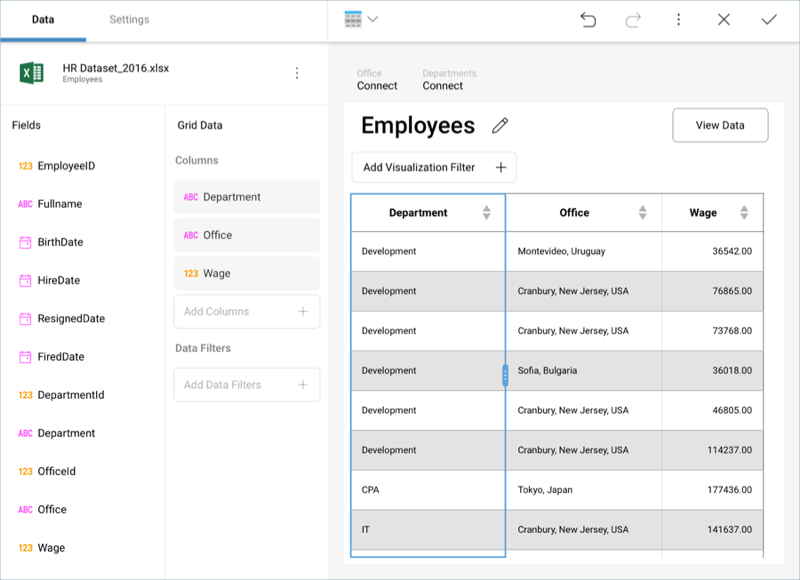 Data
Settings
HR Dataset_2016.xlsx
Employees
Fields
123 EmployeeID
ABC Fullname
BirthDate
HireDate
ResignedDate
FiredDate
123 DepartmentId
ABC Department
123 OfficeId
ABC Office
123 Wage
Grid Data
Columns
ABC Department
ABC Office
123 Wage
Add Columns +
Data Filters
Add Data Filters +
Office Departments
Connect Connect
Employees
View Data
Add Visualization Filter +
Department Office Wage
Development Montevideo, Uruguay 36542.00
Development Cranbury, New Jersey, USA 76865.00
Development Cranbury, New Jersey, USA 73768.00
Development Sofia, Bulgaria 36018.00
Development Cranbury, New Jersey, USA 46805.00
Development Cranbury, New Jersey, USA 114237.00
CPA Tokyo, Japan 177436.00
IT Cranbury, New Jersey, USA 141637.00